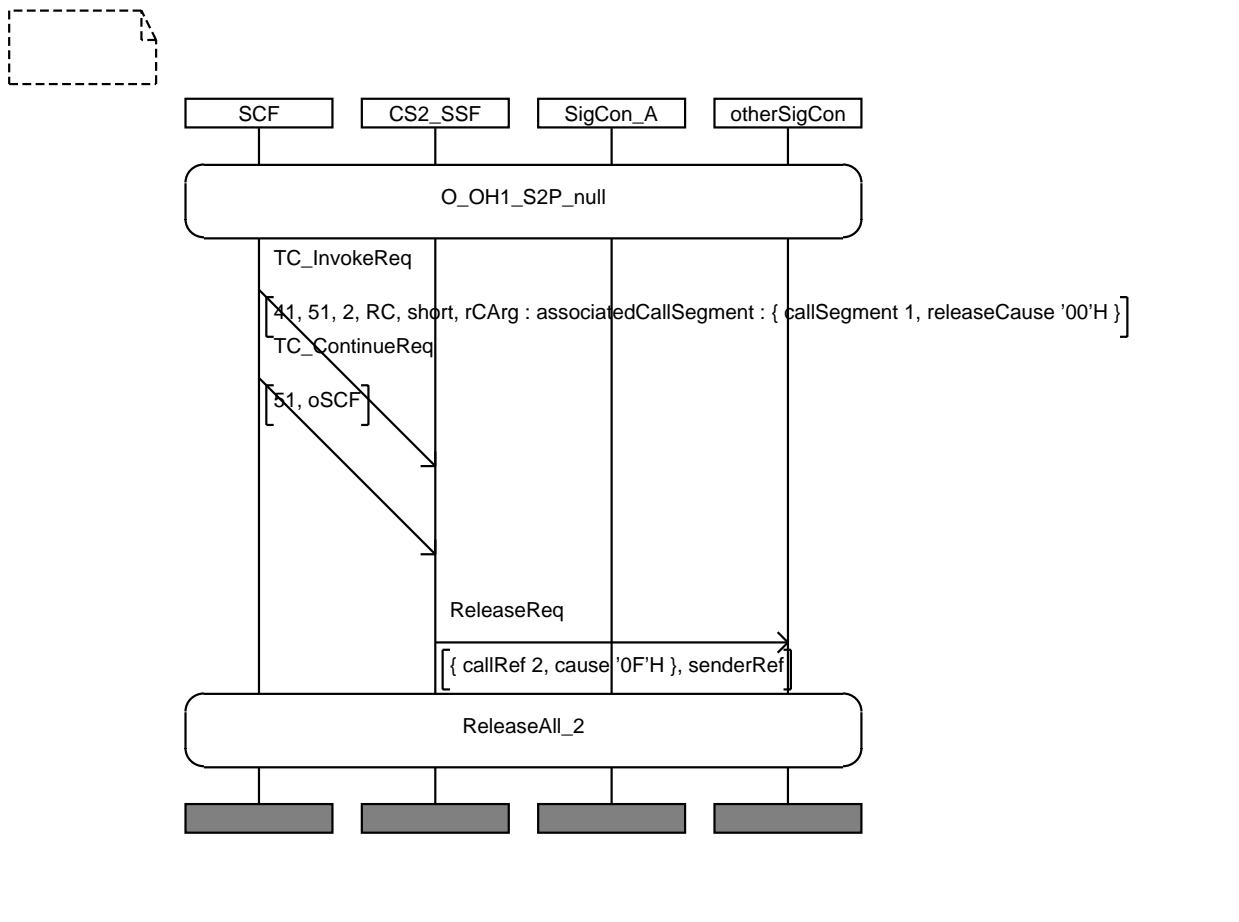 SCF CS2_SSF SigCon_A otherSigCon
O_OH1_S2P_null
TC_InvokeReq
41, 51, 2, RC, short, rCArg : associatedCallSegment : { callSegment 1, releaseCause '00'H }
TC_ContinueReq
51, oSCF
ReleaseReq
{ callRef 2, cause '0F'H }, senderRef
ReleaseAll_2